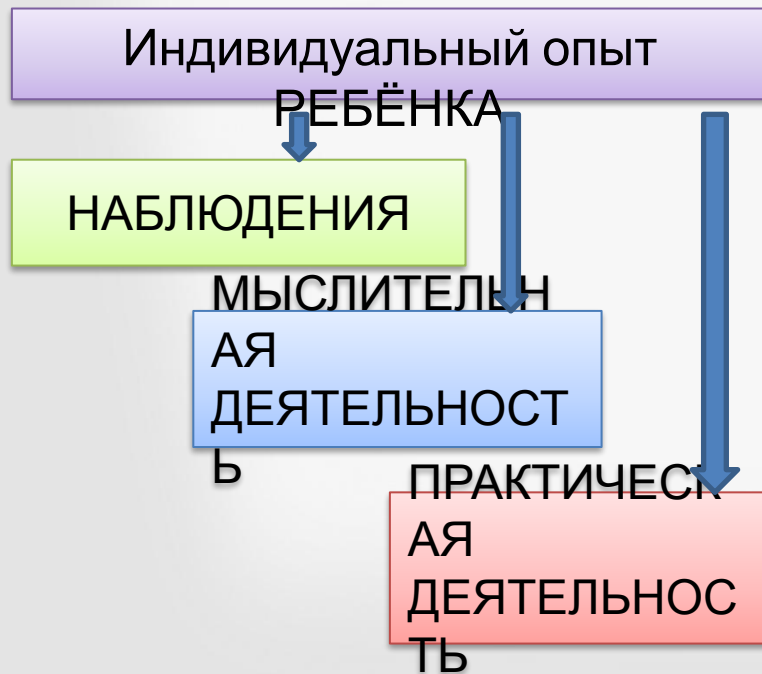 Индивидуальный опыт
РЕБЁНКА
НАБЛЮДЕНИЯ
МЫСЛИТЕЛЬН
АЯ
ДЕЯТЕЛЬНОСТ
Ь
ПРАКТИЧЕСК
АЯ
ДЕЯТЕЛЬНОС
ТЬ